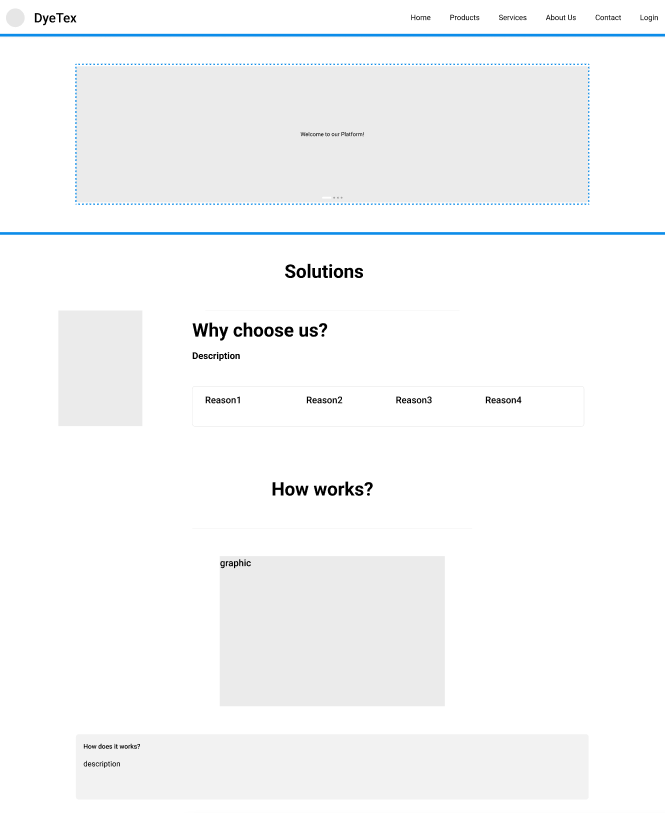 DyeTex
Home Products Services About Us Contact Login
Welcome to our Platform!
Solutions
Why choose us?
Description
Reason1 Reason2 Reason3 Reason4
How works?
graphic
How does it works?
description